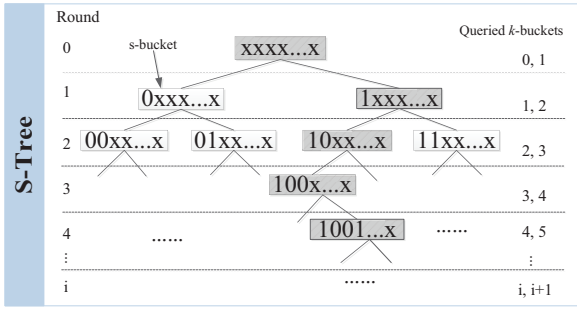 S-Tree
Round
Queried k-buckets
s-bucket
0
xxxx...x
0, 1
1
0xxx...x
1xxx...x
1, 2
2
00xx...x
01xx...x
10xx...x
11xx...x
2, 3
3
100x...x
3, 4
4
......
1001...x
......
4, 5
⋮
⋮
i
......
i, i+1